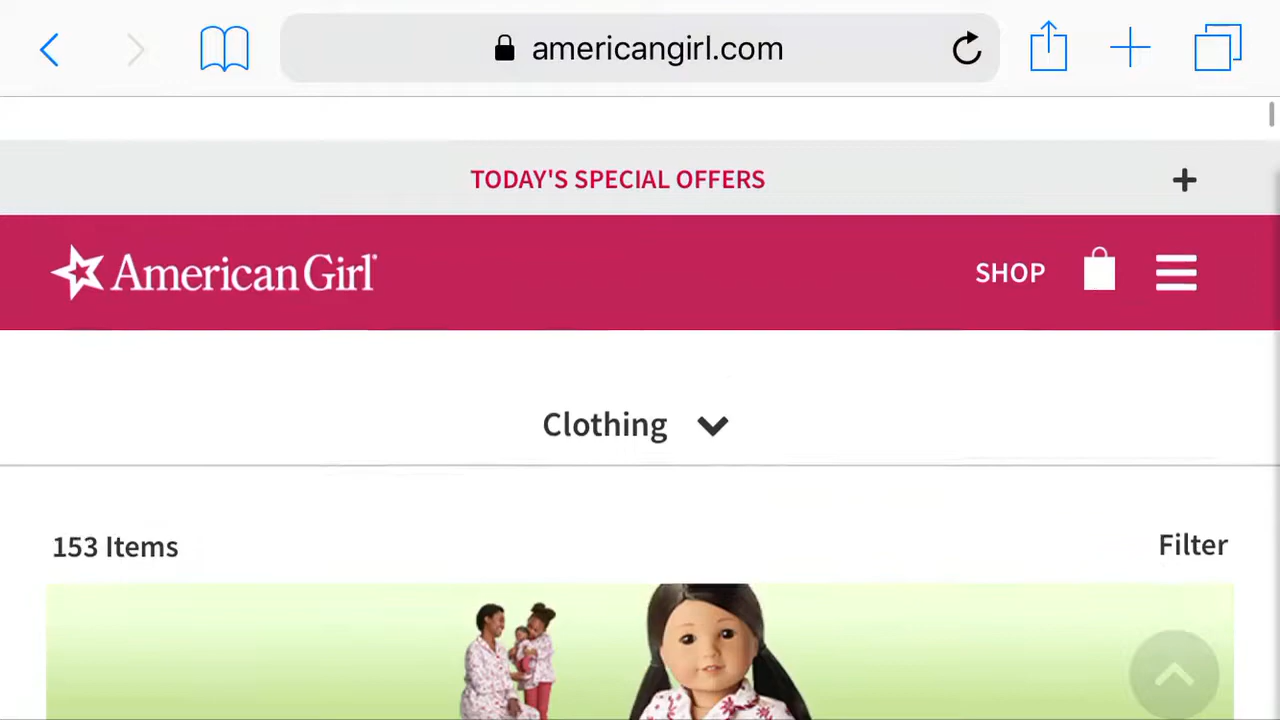 americangirl.com
TODAY'S SPECIAL OFFERS
American Girl®
SHOP
Clothing
153 Items
Filter